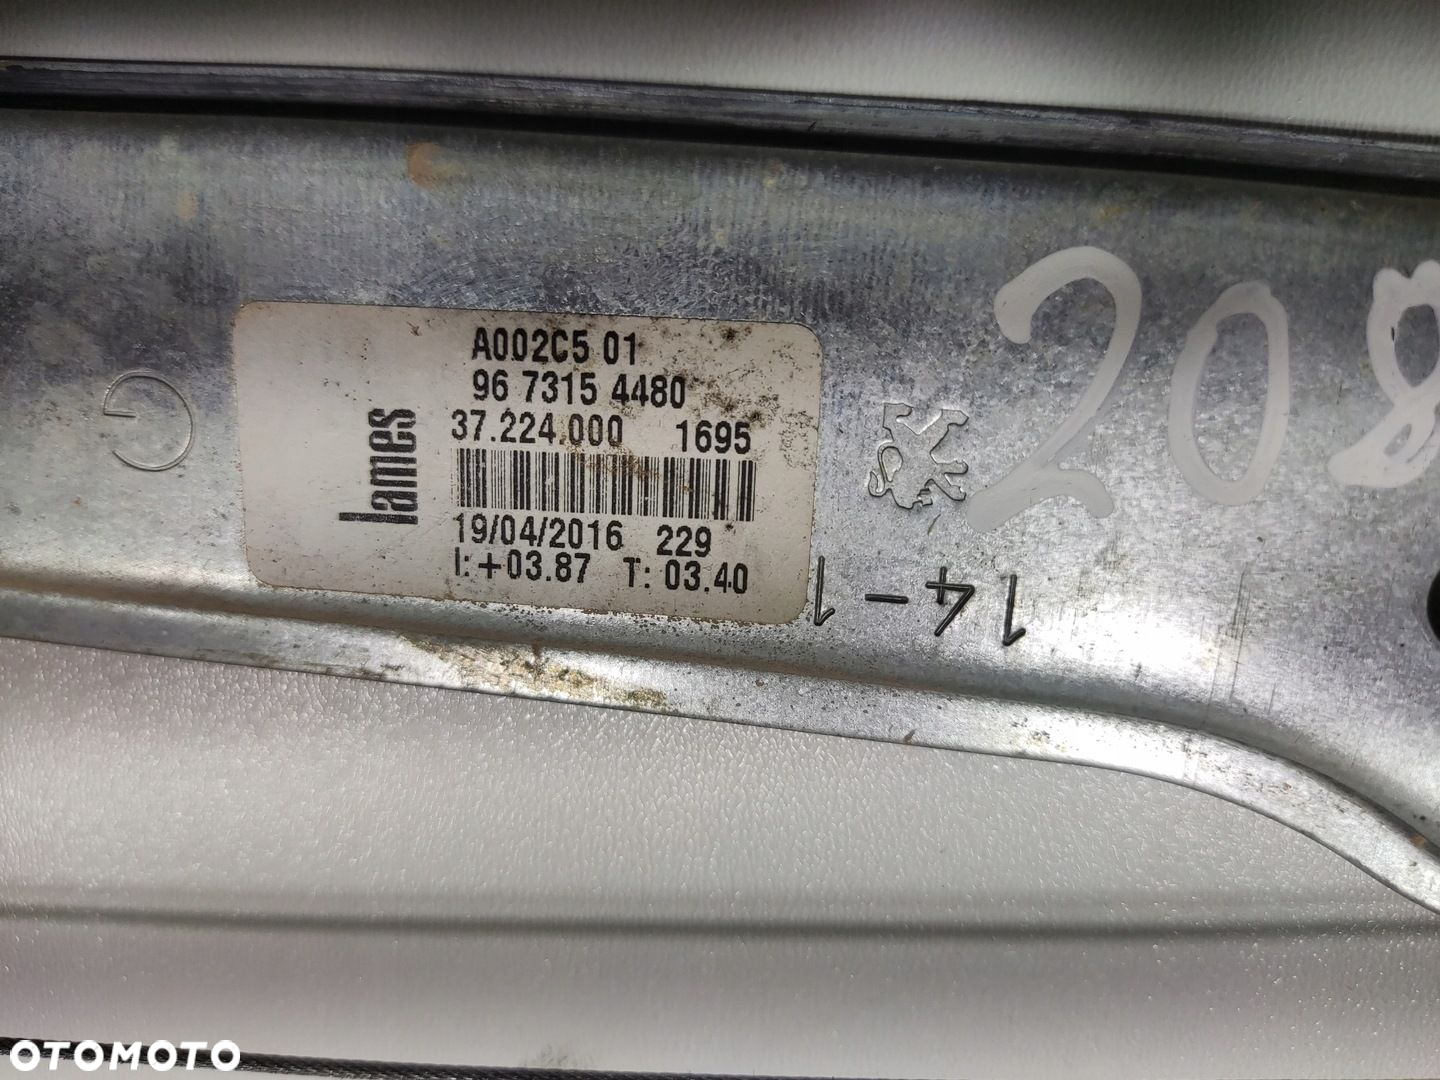 208
A002C5 01
96 7315 4480
37.224.000 1695
lames
19/04/2016 229
I:+03.87 T: 03.40
14-1
G
OTOMOTO